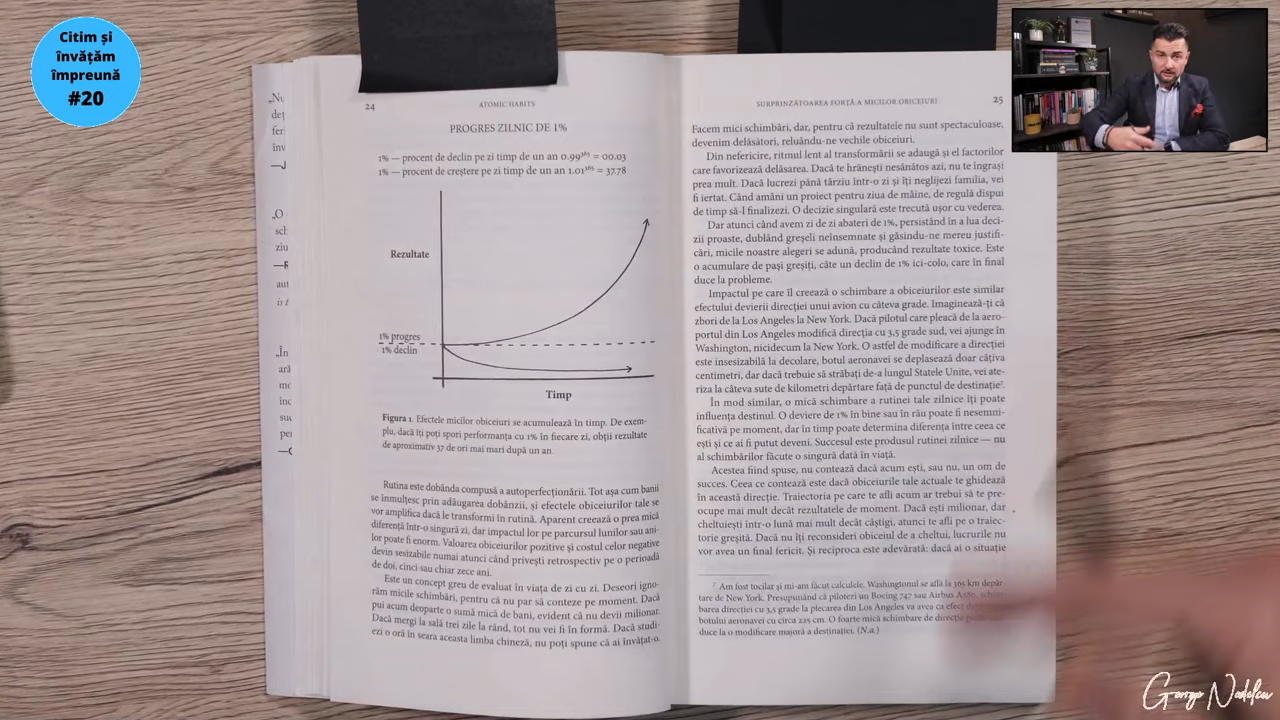 Citim și
învățăm
împreună
#20
„Nu
„O
„În
24
ATOMIC HABITS
PROGRES ZILNIC DE 1%
1% — procent de declin pe zi timp de un an 0.99³⁶⁵ = 00.03
1% — procent de creștere pe zi timp de un an 1.01³⁶⁵ = 37.78
Rezultate
1% progres
1% declin
Timp
Figura 1. Efectele micilor obiceiuri se acumulează în timp. De exem-
plu, dacă îți poți spori performanța cu 1% în fiecare zi, obții rezultate
de aproximativ 37 de ori mai mari după un an.
Rutina este dobânda compusă a autoperfecționării. Tot așa cum banii
se înmulțesc prin adăugarea dobânzii, și efectele obiceiurilor tale se
vor amplifica dacă le transformi în rutină. Aparent creează o prea mică
diferență într-o singură zi, dar impactul lor pe parcursul lunilor sau ani-
lor poate fi enorm. Valoarea obiceiurilor pozitive și costul celor negative
devin sesizabile numai atunci când privești retrospectiv pe o perioadă
de doi, cinci sau chiar zece ani.
Este un concept greu de evaluat în viața de zi cu zi. Deseori igno-
răm micile schimbări, pentru că nu par să conteze pe moment. Dacă
pui acum deoparte o sumă mică de bani, evident că nu devii milionar.
Dacă mergi la sală trei zile la rând, tot nu vei fi în formă. Dacă studi-
ezi o oră în seara aceasta limba chineză, nu poți spune că ai învățat-o.
SURPRINZĂTOAREA FORȚĂ A MICILOR OBICEIURI
25
Facem mici schimbări, dar, pentru că rezultatele nu sunt spectaculoase,
devenim delăsători, reluându-ne vechile obiceiuri.
Din nefericire, ritmul lent al transformării se adaugă și el factorilor
care favorizează delăsarea. Dacă te hrănești nesănătos azi, nu te îngrași
prea mult. Dacă lucrezi până târziu într-o zi și îți neglijezi familia, vei
fi iertat. Când amâni un proiect pentru ziua de mâine, de regulă dispui
de timp să-l finalizezi. O decizie singulară este trecută ușor cu vederea.
Dar atunci când avem zi de zi abateri de 1%, persistând în a lua deci-
zii proaste, dublând greșeli neînsemnate și găsindu-ne mereu justifi-
cări, micile noastre alegeri se adună, producând rezultate toxice. Este
o acumulare de pași greșiți, câte un declin de 1% ici-colo, care în final
duce la probleme.
Impactul pe care îl creează o schimbare a obiceiurilor este similar
efectului devierii direcției unui avion cu câteva grade. Imaginează-ți că
zbori de la Los Angeles la New York. Dacă pilotul care pleacă de la aero-
portul din Los Angeles modifică direcția cu 3,5 grade sud, vei ajunge în
Washington, nicidecum la New York. O astfel de modificare a direcției
este insesizabilă la decolare, botul aeronavei se deplasează doar câțiva
centimetri, dar dacă trebuie să străbați de-a lungul Statele Unite, vei ate-
riza la câteva sute de kilometri depărtare față de punctul de destinație⁷.
În mod similar, o mică schimbare a rutinei tale zilnice îți poate
influența destinul. O deviere de 1% în bine sau în rău poate fi nesemni-
ficativă pe moment, dar în timp poate determina diferența între ceea ce
ești și ce ai fi putut deveni. Succesul este produsul rutinei zilnice — nu
al schimbărilor făcute o singură dată în viață.
Acestea fiind spuse, nu contează dacă acum ești, sau nu, un om de
succes. Ceea ce contează este dacă obiceiurile tale actuale te ghidează
în această direcție. Traiectoria pe care te afli acum ar trebui să te pre-
ocupe mai mult decât rezultatele de moment. Dacă ești milionar, dar
cheltuiești într-o lună mai mult decât câștigi, atunci te afli pe o traiec-
torie greșită. Dacă nu îți reconsideri obiceiul de a cheltui, lucrurile nu
vor avea un final fericit. Și reciproca este adevărată: dacă ai o situație
⁷ Am fost tocilar și mi-am făcut calculele. Washingtonul se află la 365 km depăr-
tare de New York. Presupunând că pilotezi un Boeing 747 sau Airbus A380, schim-
barea direcției cu 3,5 grade la plecarea din Los Angeles va avea ca efect
botului aeronavei cu circa 225 cm. O foarte mică schimbare de direcție
duce la o modificare majoră a destinației. (N.a.)
George Nadelcu